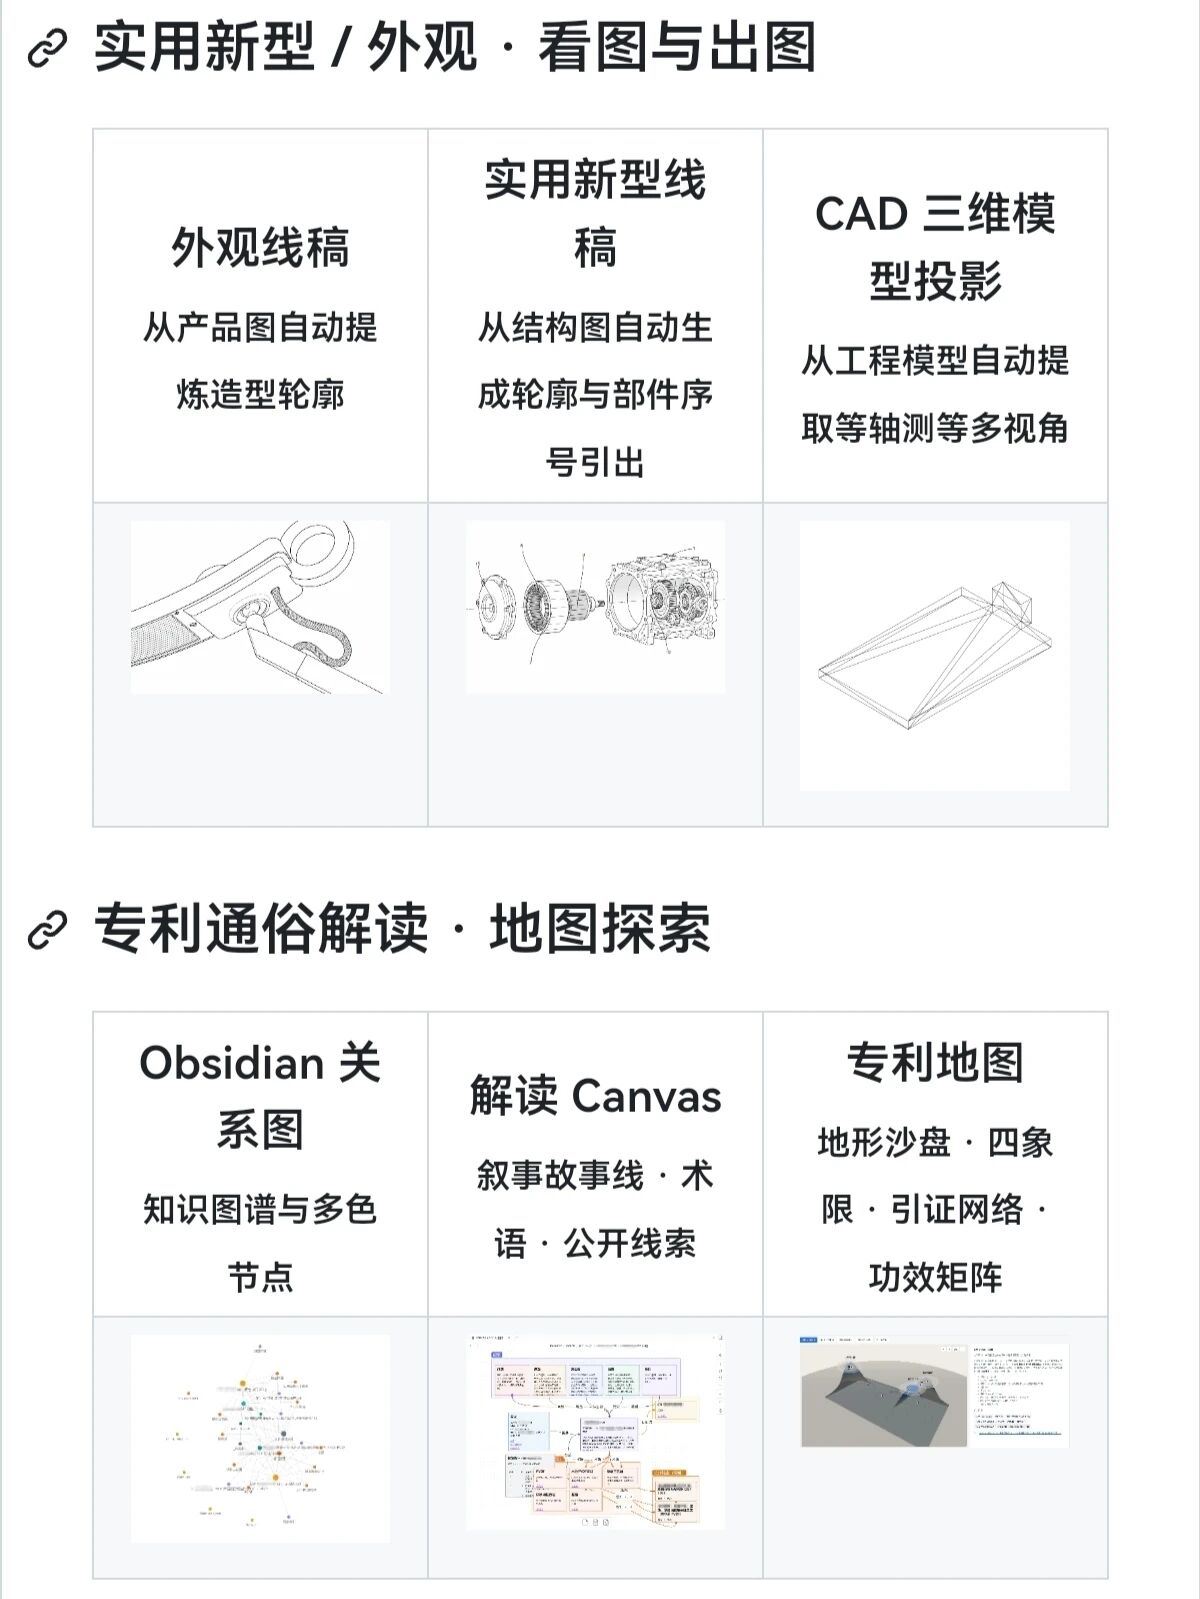 实用新型 / 外观 · 看图与出图
外观线稿
从产品图自动提
炼造型轮廓
实用新型线
稿
从结构图自动生
成轮廓与部件序
号引出
CAD 三维模
型投影
从工程模型自动提
取等轴测等多视角
专利通俗解读 · 地图探索
Obsidian 关
系图
知识图谱与多色
节点
解读 Canvas
叙事故事线 · 术
语 · 公开线索
专利地图
地形沙盘 · 四象
限 · 引证网络 ·
功效矩阵